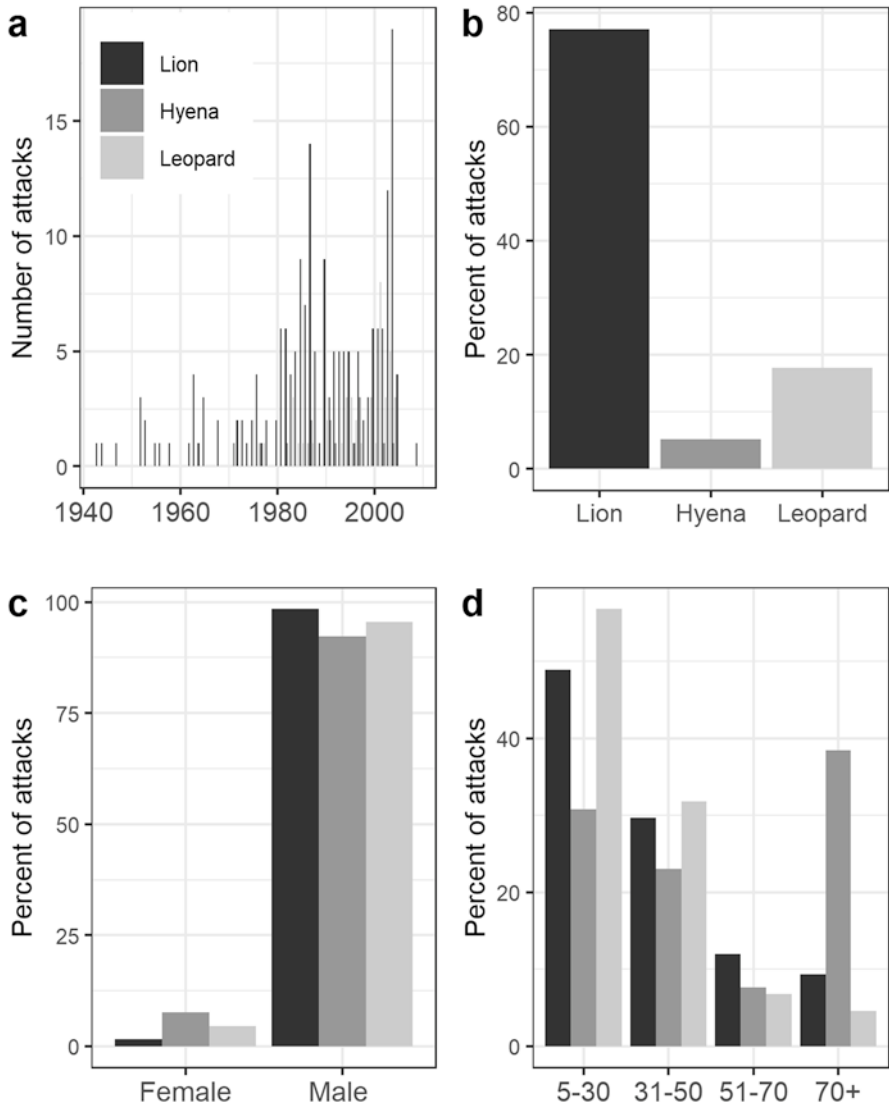 a
Lion
Hyena
Leopard
Number of attacks
15
10
5
0
1940 1960 1980 2000
b
Percent of attacks
80
60
40
20
0
Lion Hyena Leopard
c
Percent of attacks
100
75
50
25
0
Female Male
d
Percent of attacks
40
20
0
5-30 31-50 51-70 70+